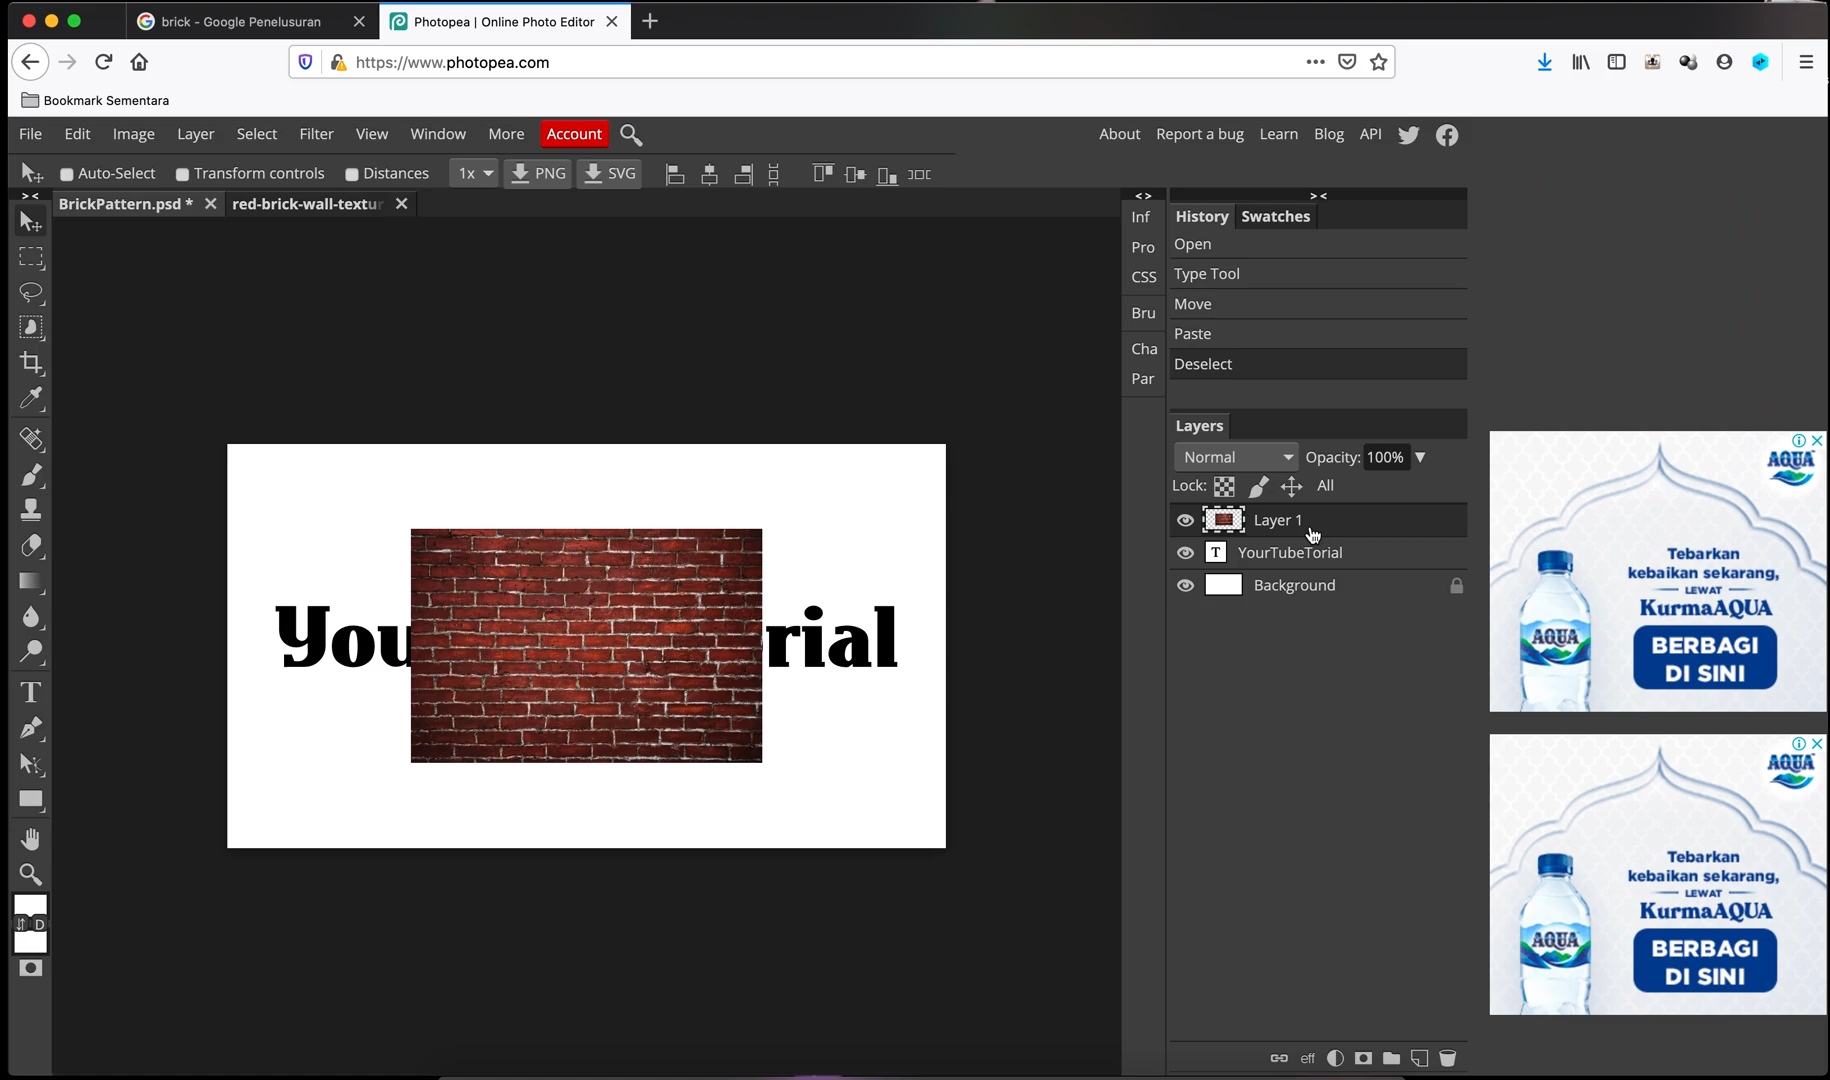 brick - Google Penelusuran
Photopea | Online Photo Editor
https://www.photopea.com
Bookmark Sementara
File Edit Image Layer Select Filter View Window More Account
About Report a bug Learn Blog API
Auto-Select Transform controls Distances 1x PNG SVG
BrickPattern.psd *
red-brick-wall-textur
Inf
Pro
CSS
Bru
Cha
Par
History Swatches
Open
Type Tool
Move
Paste
Deselect
Layers
Normal Opacity: 100%
Lock: All
Layer 1
T YourTubeTorial
Background
You
rial
D
T
eff
AQUA
Tebarkan
kebaikan sekarang,
LEWAT
KurmaAQUA
BERBAGI
DI SINI
AQUA
AQUA
Tebarkan
kebaikan sekarang,
LEWAT
KurmaAQUA
BERBAGI
DI SINI
AQUA